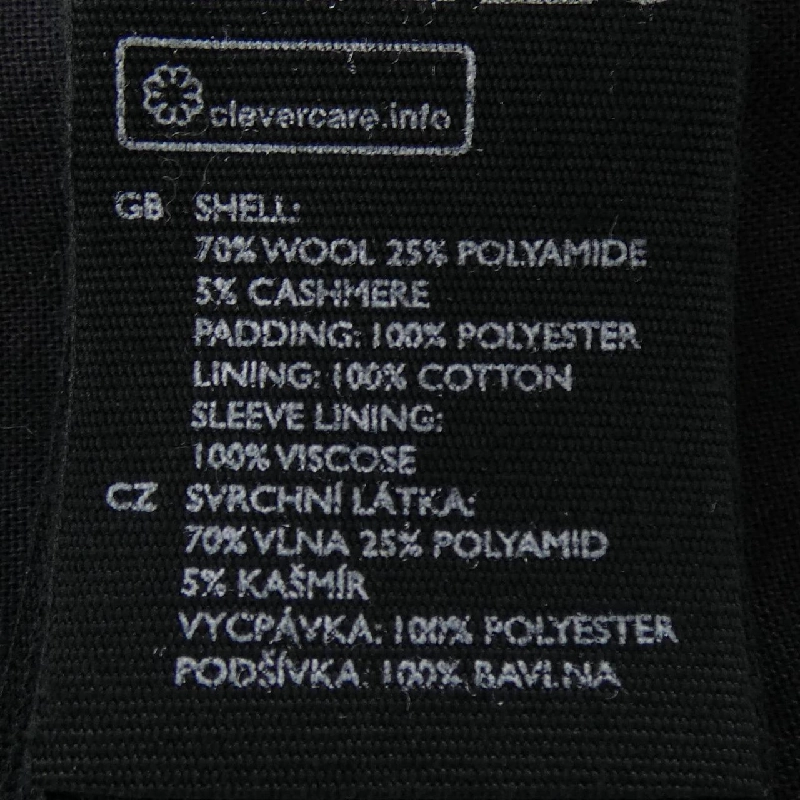 clevercare.info
GB SHELL:
70% WOOL 25% POLYAMIDE
5% CASHMERE
PADDING: 100% POLYESTER
LINING: 100% COTTON
SLEEVE LINING:
100% VISCOSE
CZ SVRCHNÍ LÁTKA:
70% VLNA 25% POLYAMID
5% KAŠMÍR
VYCPÁVKA: 100% POLYESTER
PODŠÍVKA: 100% BAVLNA